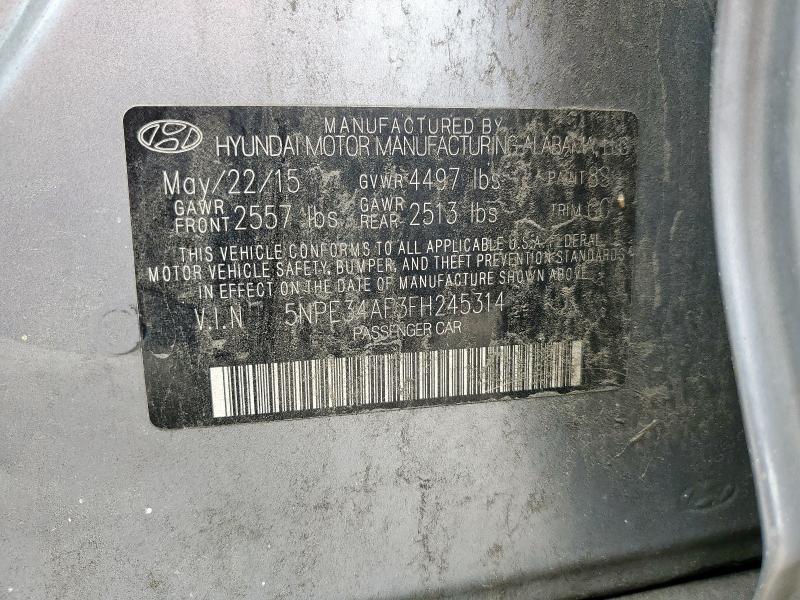 MANUFACTURED BY
HYUNDAI MOTOR MANUFACTURING ALABAMA, LLC
May/22/15 GVWR 4497 lbs PAINT
GAWR FRONT 2557 lbs GAWR REAR 2513 lbs TRIM
THIS VEHICLE CONFORMS TO ALL APPLICABLE U.S.A. FEDERAL
MOTOR VEHICLE SAFETY, BUMPER, AND THEFT PREVENTION STANDARDS
IN EFFECT ON THE DATE OF MANUFACTURE SHOWN ABOVE.
V.I.N 5NPE34AF3FH245314
PASSENGER CAR